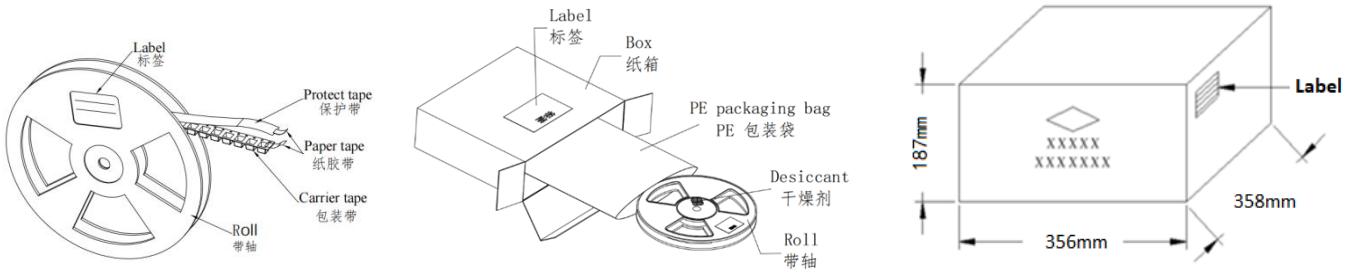 Label
标签
Protect tape
保护带
Paper tape
纸胶带
Carrier tape
包装带
Roll
带轴
Label
标签
Box
纸箱
PE packaging bag
PE 包装袋
Desiccant
干燥剂
Roll
带轴
Label
187mm
XXXXX
XXXXXXX
358mm
356mm